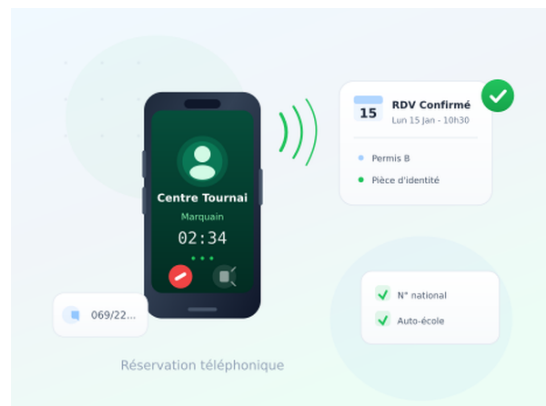 15
RDV Confirmé
Lun 15 Jan - 10h30
Permis B
Pièce d'identité
Centre Tournai
Marquain
02:34
N° national
Auto-école
069/22...
Réservation téléphonique